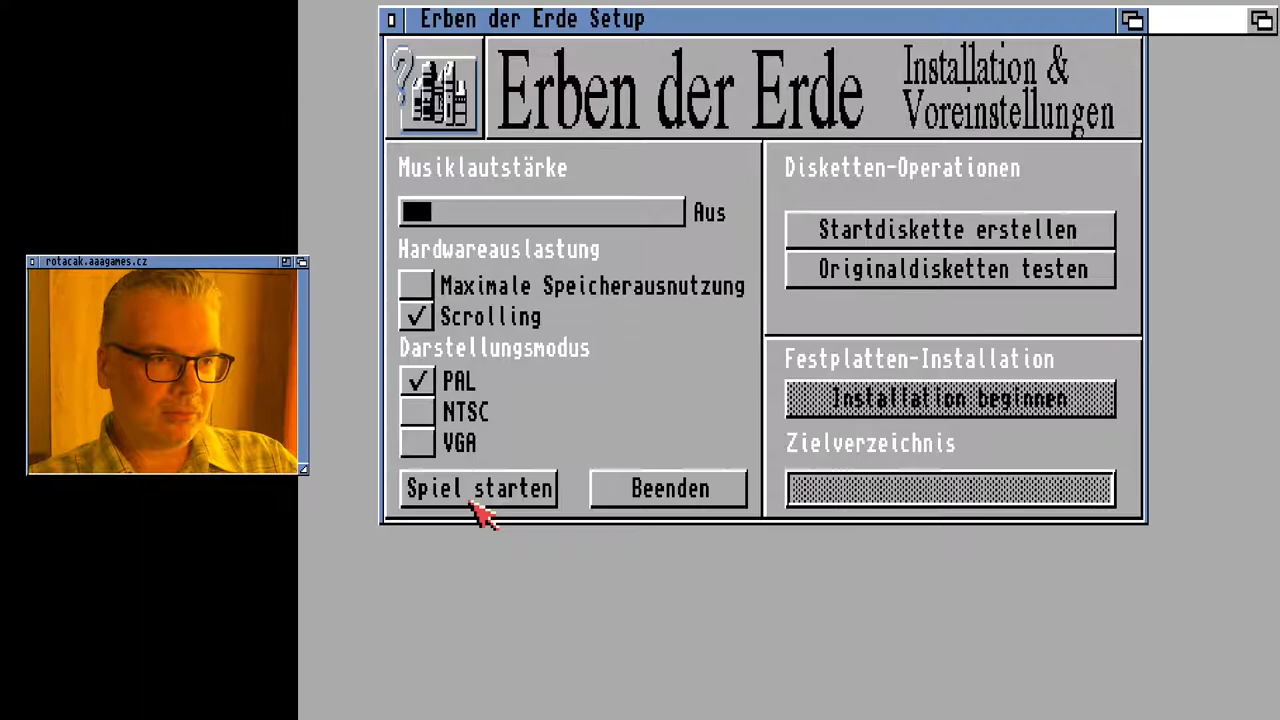 Erben der Erde Setup
Erben der Erde
Installation &
Voreinstellungen
Musiklautstärke
Aus
Hardwareauslastung
Maximale Speicherausnutzung
Scrolling
Darstellungsmodus
PAL
NTSC
VGA
Spiel starten
Beenden
Disketten-Operationen
Startdiskette erstellen
Originaldisketten testen
Festplatten-Installation
Installation beginnen
Zielverzeichnis
rotacak.aaagames.cz